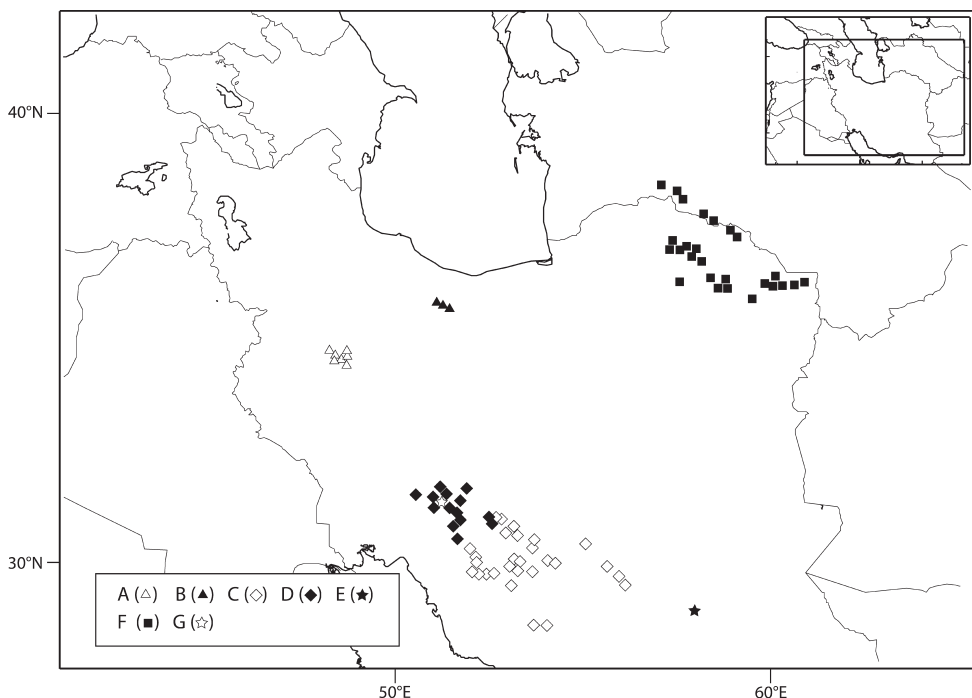 40°N
30°N
A (△) B (▲) C (◇) D (◆) E (★)
F (■) G (☆)
50°E 60°E